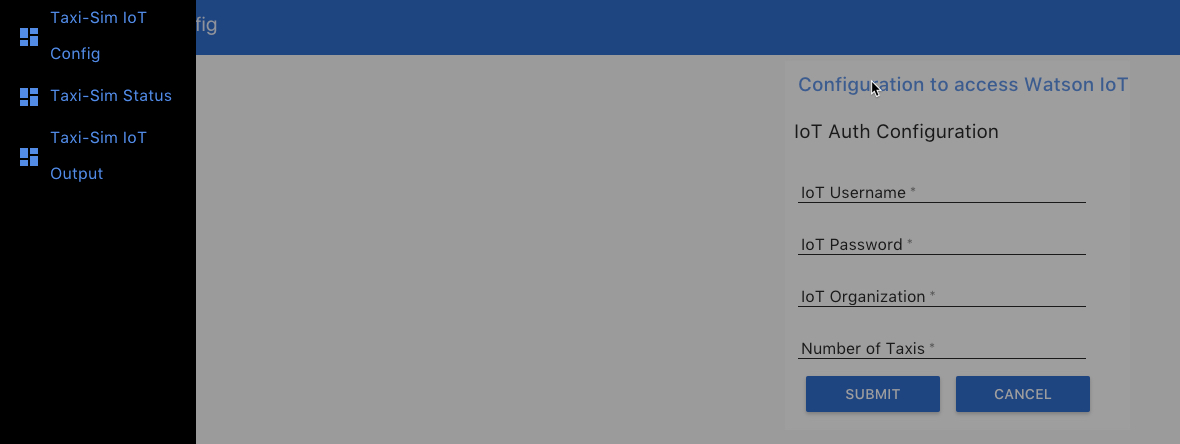 Taxi-Sim IoT
Config
Taxi-Sim Status
Taxi-Sim IoT
Output
fig
Configuration to access Watson IoT
IoT Auth Configuration
IoT Username *
IoT Password *
IoT Organization *
Number of Taxis *
SUBMIT
CANCEL